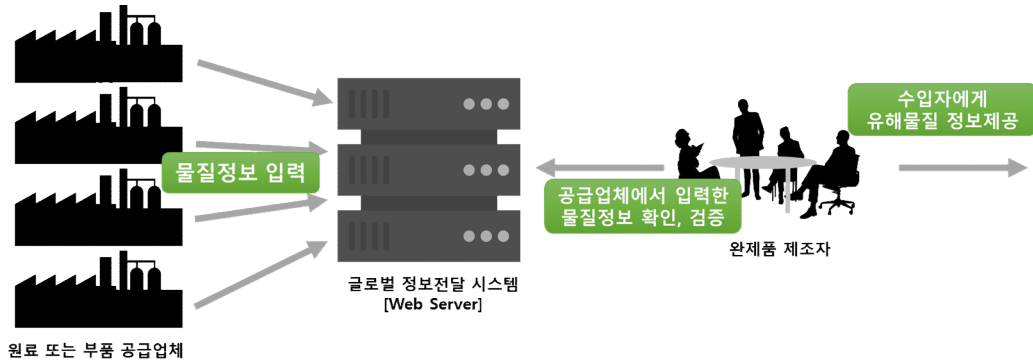 물질정보 입력
원료 또는 부품 공급업체
글로벌 정보전달 시스템
[Web Server]
공급업체에서 입력한
물질정보 확인, 검증
완제품 제조자
수입자에게
유해물질 정보제공